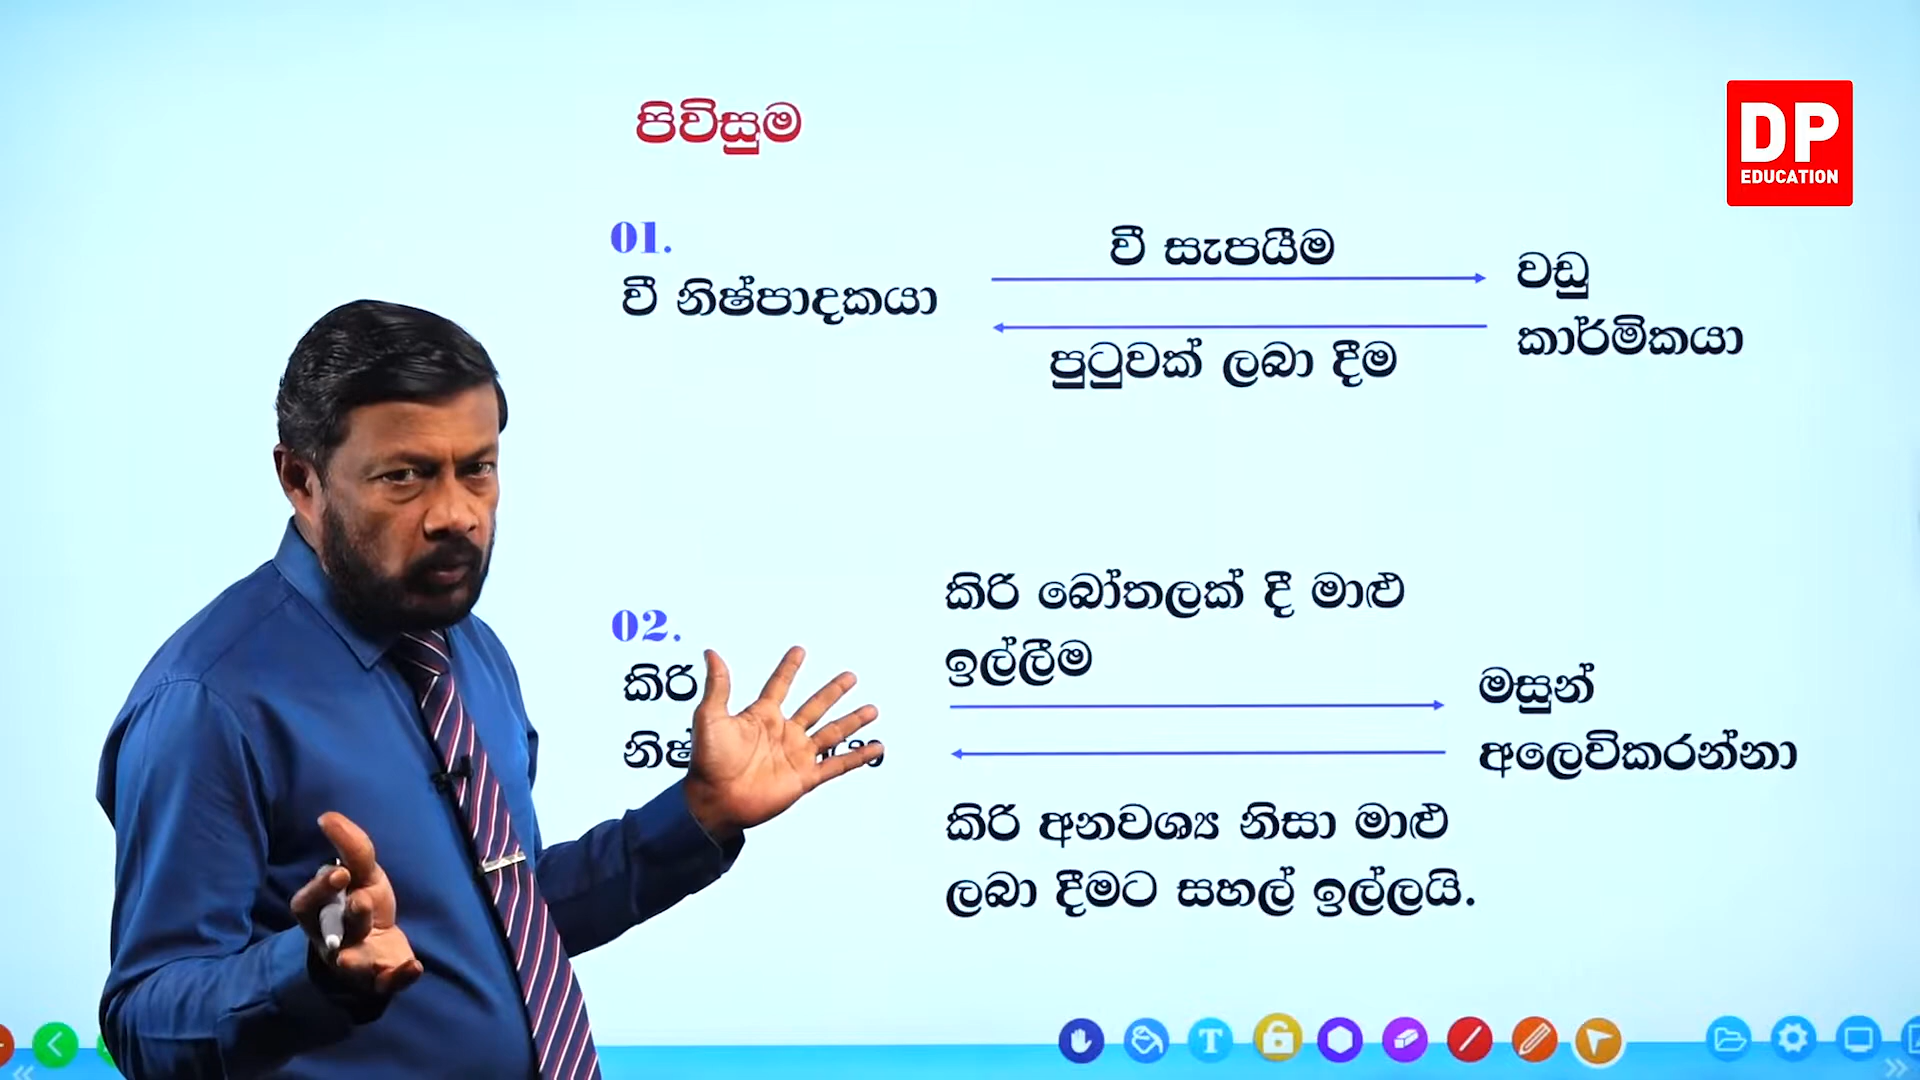 පිවිසුම
DP
EDUCATION
01.
වී නිෂ්පාදකයා
වී සැපයීම
පුටුවක් ලබා දීම
වඩු
කාර්මිකයා
02.
කිරි
කිරි බෝතලක් දී මාළු
ඉල්ලීම
මසුන්
අලෙවිකරන්නා
කිරි අනවශ්‍ය නිසා මාළු
ලබා දීමට සහල් ඉල්ලයි.
T